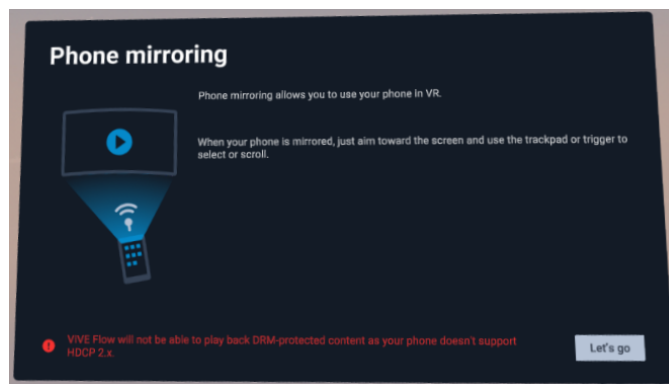 Phone mirroring
Phone mirroring allows you to use your phone in VR.
When your phone is mirrored, just aim toward the screen and use the trackpad or trigger to
select or scroll.
VIVE Flow will not be able to play back DRM-protected content as your phone doesn't support
HDCP 2.x.
Let's go